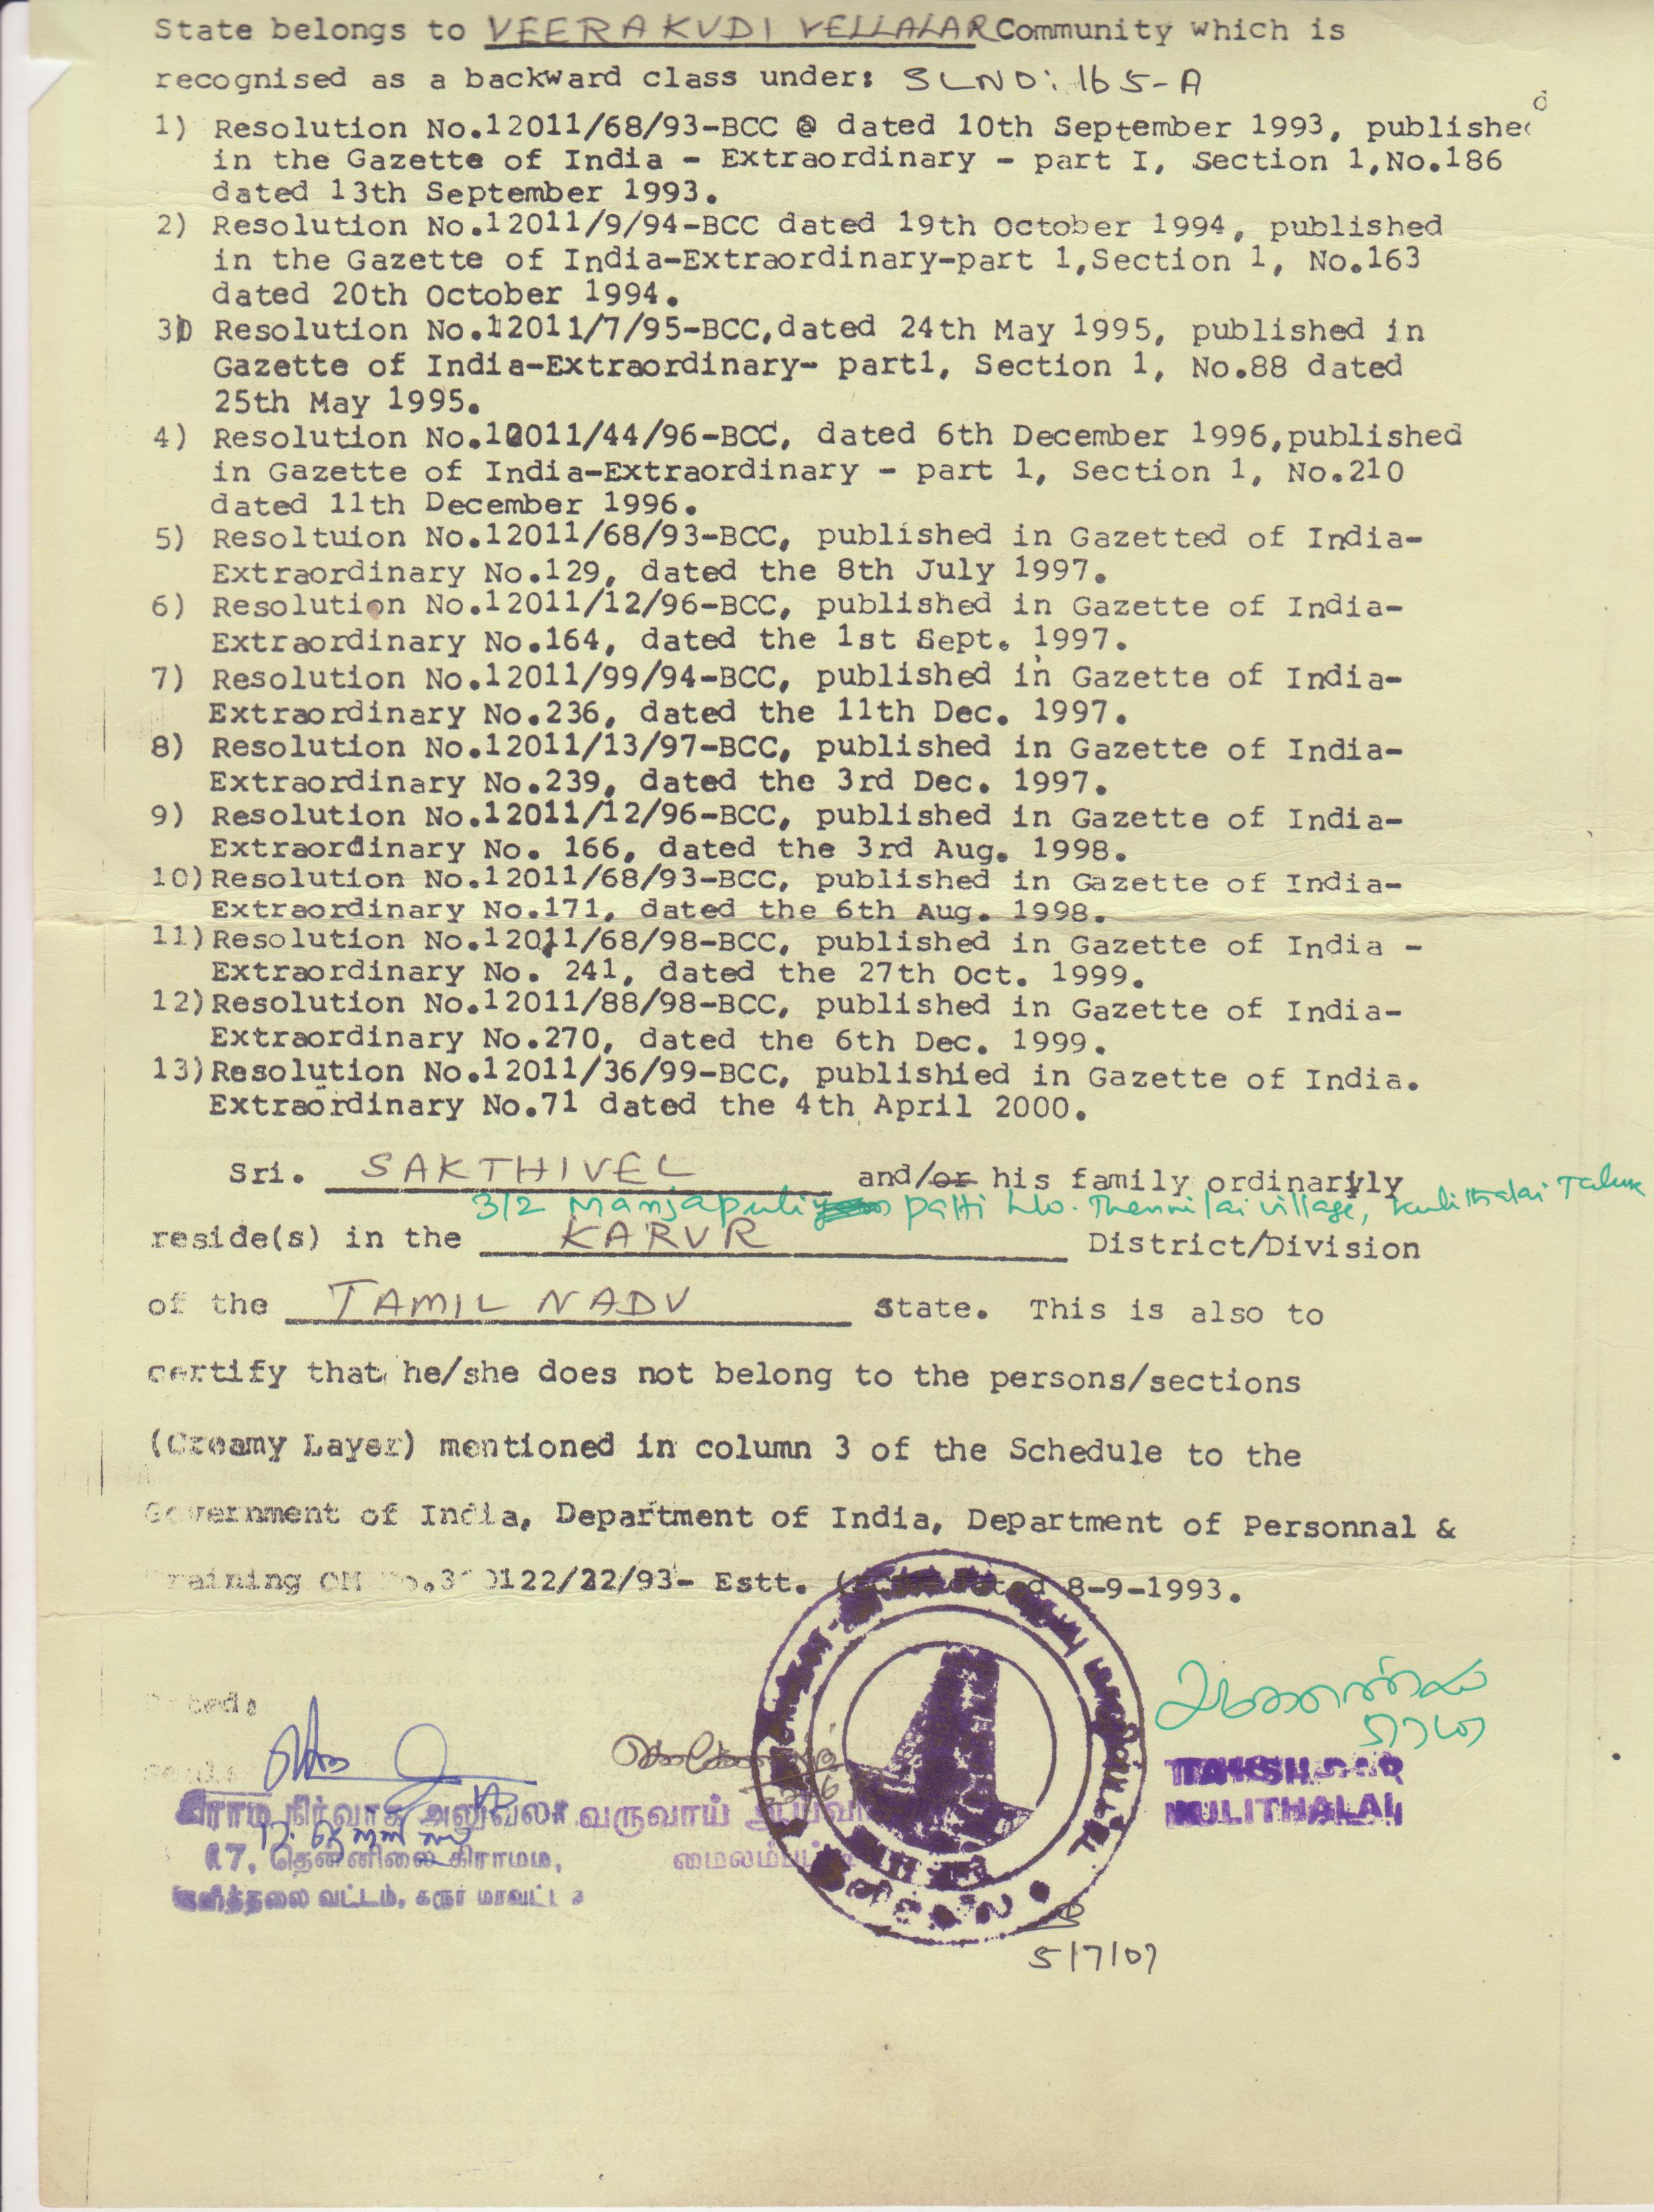 State belongs to VEERAKUDI VELLALAR Community which is
recognised as a backward class under: SLNO: 165-A
1) Resolution No.12011/68/93-BCC @ dated 10th September 1993, published
in the Gazette of India - Extraordinary - part I, Section 1,No.186
dated 13th September 1993.
2) Resolution No.12011/9/94-BCC dated 19th October 1994, published
in the Gazette of India-Extraordinary-part 1,Section 1, No.163
dated 20th October 1994.
3) Resolution No.12011/7/95-BCC,dated 24th May 1995, published in
Gazette of India-Extraordinary- part1, Section 1, No.88 dated
25th May 1995.
4) Resolution No.12011/44/96-BCC, dated 6th December 1996,published
in Gazette of India-Extraordinary - part 1, Section 1, No.210
dated 11th December 1996.
5) Resoltuion No.12011/68/93-BCC, published in Gazetted of India-
Extraordinary No.129, dated the 8th July 1997.
6) Resolution No.12011/12/96-BCC, published in Gazette of India-
Extraordinary No.164, dated the 1st Sept. 1997.
7) Resolution No.12011/99/94-BCC, published in Gazette of India-
Extraordinary No.236, dated the 11th Dec. 1997.
8) Resolution No.12011/13/97-BCC, published in Gazette of India-
Extraordinary No.239, dated the 3rd Dec. 1997.
9) Resolution No.12011/12/96-BCC, published in Gazette of India-
Extraordinary No. 166, dated the 3rd Aug. 1998.
10)Resolution No.12011/68/93-BCC, published in Gazette of India-
Extraordinary No.171, dated the 6th Aug. 1998.
11)Resolution No.12011/68/98-BCC, published in Gazette of India -
Extraordinary No. 241, dated the 27th Oct. 1999.
12)Resolution No.12011/88/98-BCC, published in Gazette of India-
Extraordinary No.270, dated the 6th Dec. 1999.
13)Resolution No.12011/36/99-BCC, publishied in Gazette of India.
Extraordinary No.71 dated the 4th April 2000.
Sri. SAKTHIVEL and/or his family ordinarily
3/2 Manjapuli patti Thennilai village, Kulithalai Taluk
reside(s) in the KARUR District/Division
of the TAMIL NADU State. This is also to
certify that he/she does not belong to the persons/sections
(Creamy Layer) mentioned in column 3 of the Schedule to the
Government of India, Department of India, Department of Personnal &
Training OM 8-9-1993.
Dated:
கிராம நிர்வாக அலுவலர் வருவாய்
17, தென்னிலை கிராமம்,
குளித்தலை வட்டம், கரூர் மாவட்டம்
TAHSILDAR
KULITHALAI
5/7/07